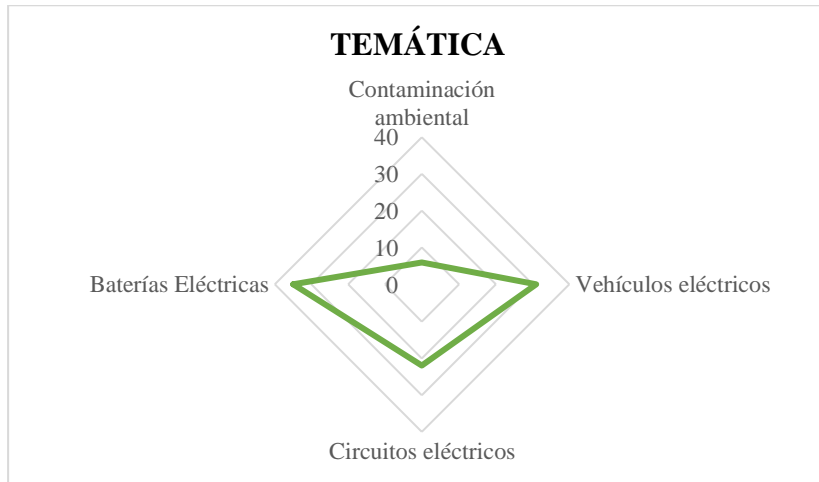 TEMÁTICA
Contaminación
ambiental
40
30
20
10
0
Baterías Eléctricas
Vehículos eléctricos
Circuitos eléctricos